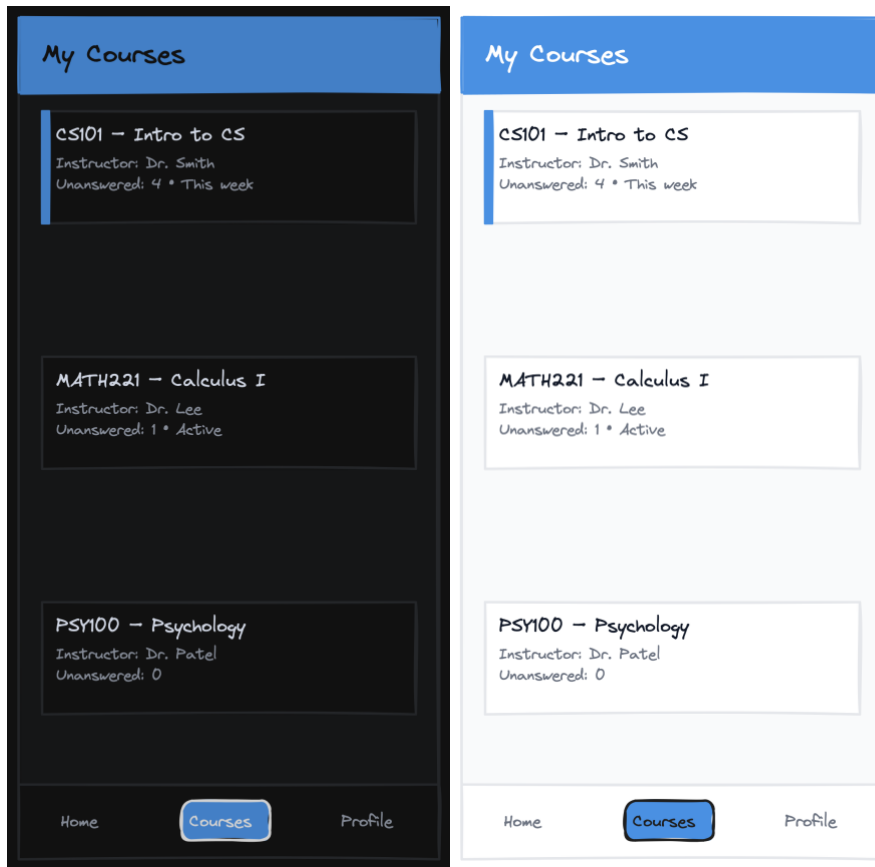 My Courses
CS101 — Intro to CS
Instructor: Dr. Smith
Unanswered: 4 • This week
MATH221 — Calculus I
Instructor: Dr. Lee
Unanswered: 1 • Active
PSY100 — Psychology
Instructor: Dr. Patel
Unanswered: 0
Home
Courses
Profile
My Courses
CS101 — Intro to CS
Instructor: Dr. Smith
Unanswered: 4 • This week
MATH221 — Calculus I
Instructor: Dr. Lee
Unanswered: 1 • Active
PSY100 — Psychology
Instructor: Dr. Patel
Unanswered: 0
Home
Courses
Profile